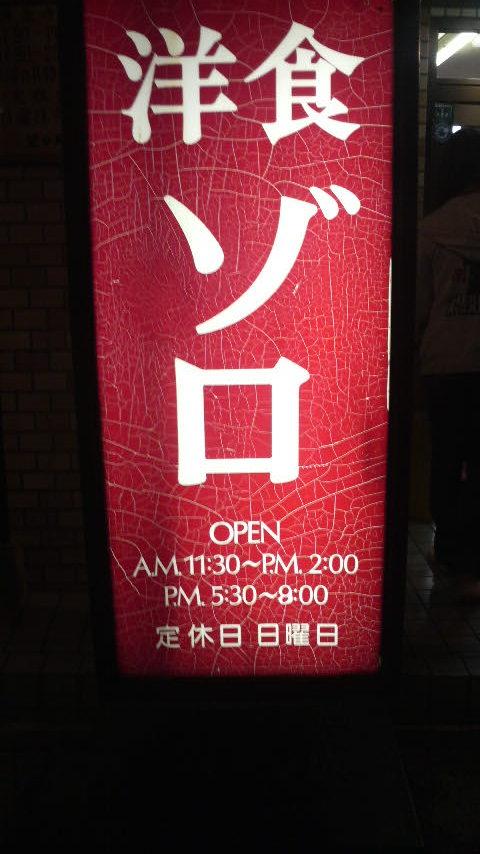 洋食
ゾロ
OPEN
A.M. 11:30～P.M. 2:00
P.M. 5:30～8:00
定休日 日曜日